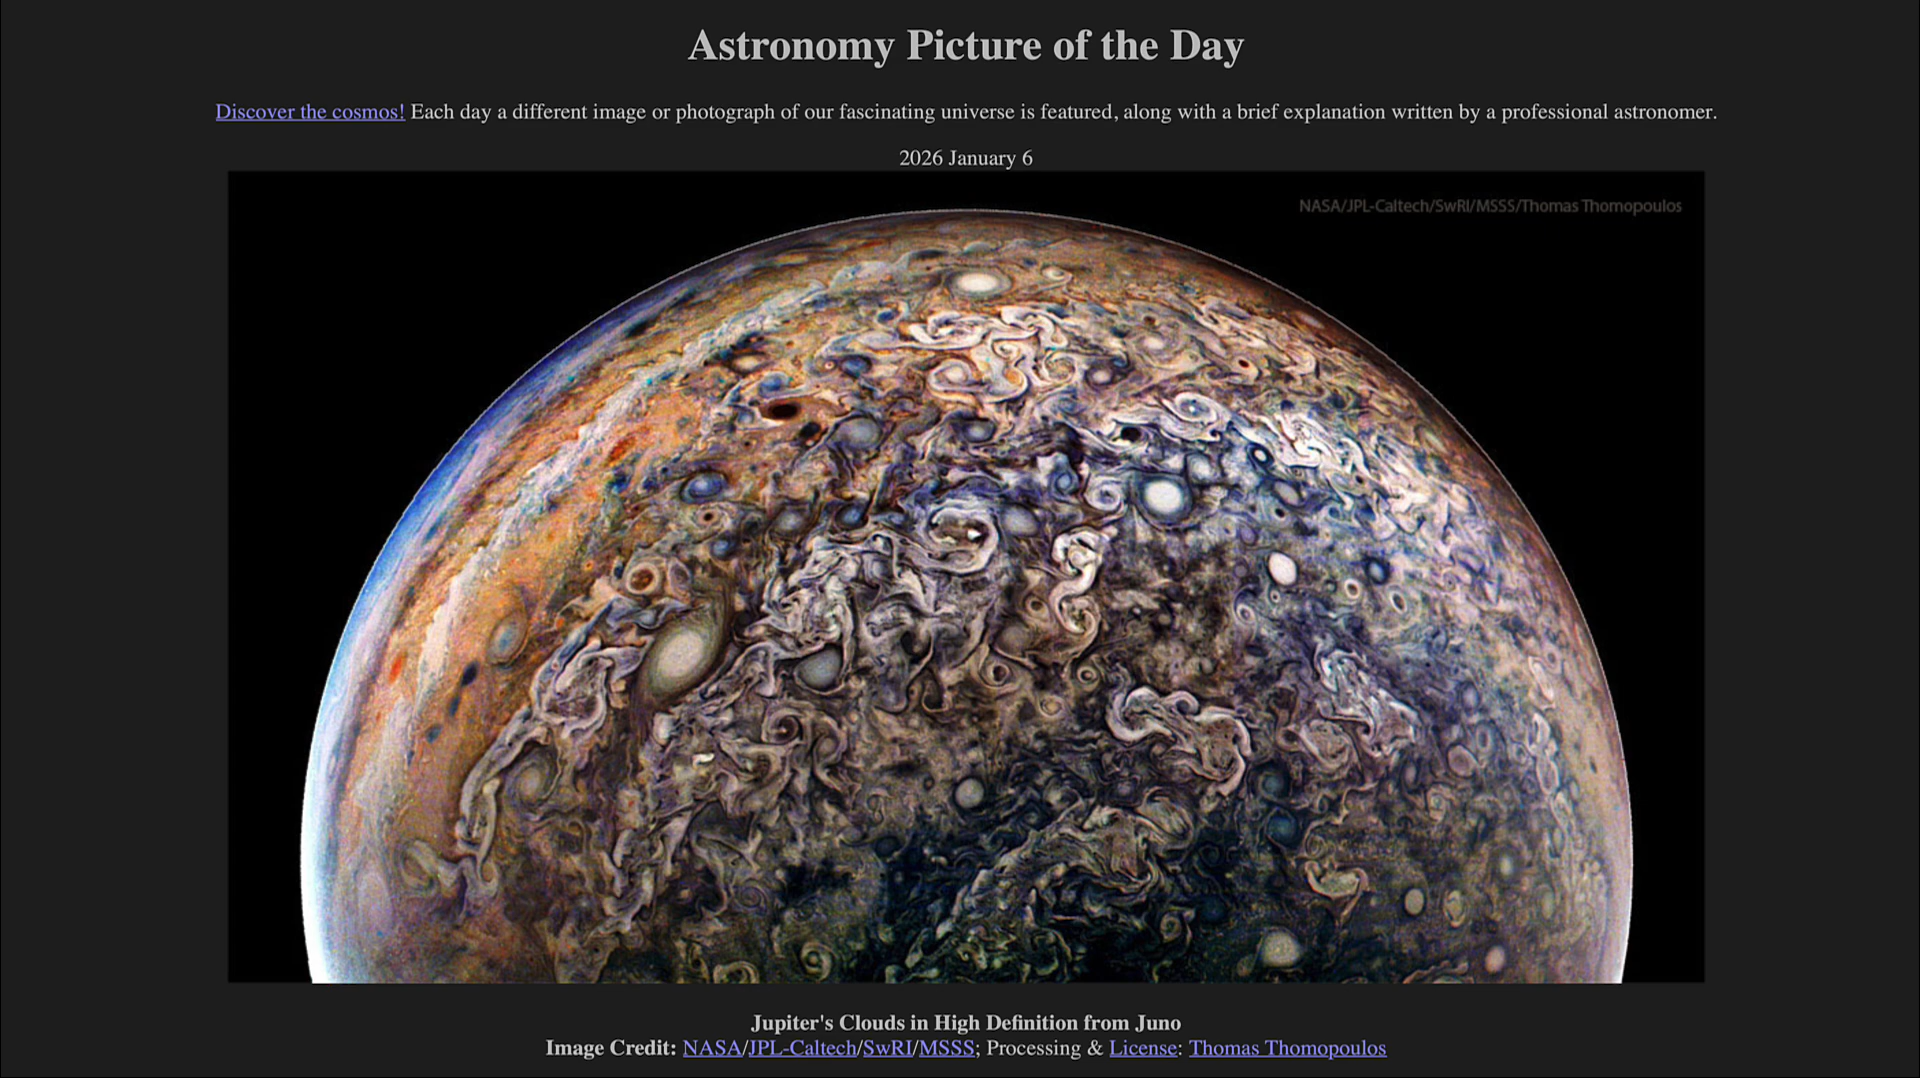 Astronomy Picture of the Day
Discover the cosmos! Each day a different image or photograph of our fascinating universe is featured, along with a brief explanation written by a professional astronomer.
2026 January 6
NASA/JPL-Caltech/SwRI/MSSS/Thomas Thomopoulos
Jupiter's Clouds in High Definition from Juno
Image Credit: NASA/JPL-Caltech/SwRI/MSSS; Processing & License: Thomas Thomopoulos